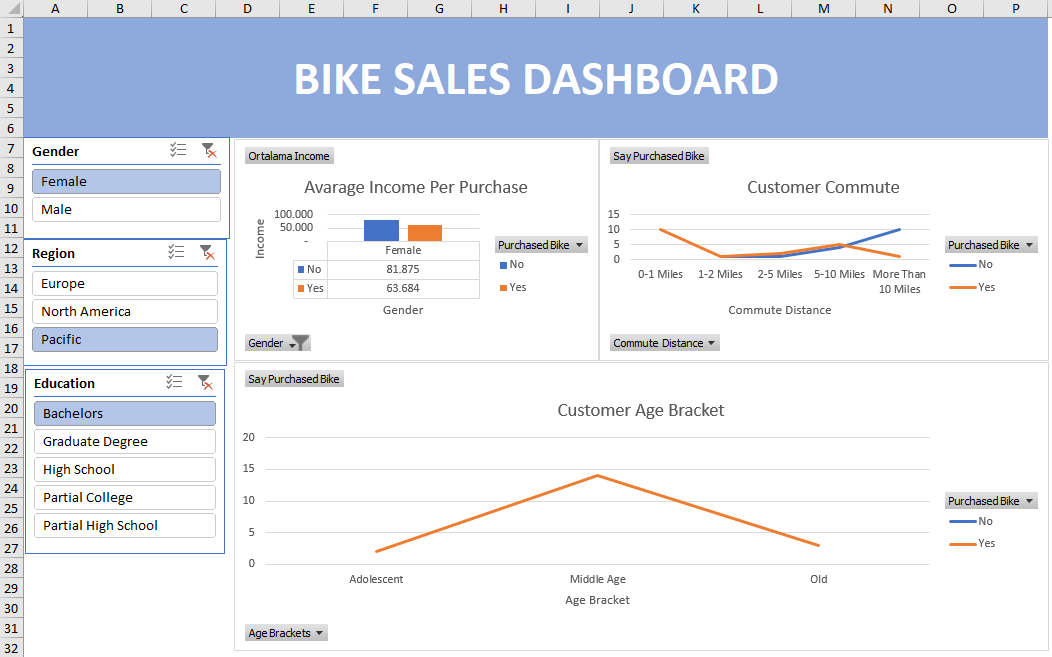 A B C D E F G H I J K L M N O P
1
2
3
4
5
6
7
8
9
10
11
12
13
14
15
16
17
18
19
20
21
22
23
24
25
26
27
28
29
30
31
32
BIKE SALES DASHBOARD
Gender
Female
Male
Region
Europe
North America
Pacific
Education
Bachelors
Graduate Degree
High School
Partial College
Partial High School
Ortalama Income
Avarage Income Per Purchase
Income
100.000
50.000
-
Female
No 81.875
Yes 63.684
Gender
Purchased Bike
No
Yes
Gender
Say Purchased Bike
Customer Commute
15
10
5
0
0-1 Miles 1-2 Miles 2-5 Miles 5-10 Miles More Than
10 Miles
Commute Distance
Purchased Bike
No
Yes
Commute Distance
Say Purchased Bike
Customer Age Bracket
20
15
10
5
0
Adolescent Middle Age Old
Age Bracket
Purchased Bike
No
Yes
Age Brackets